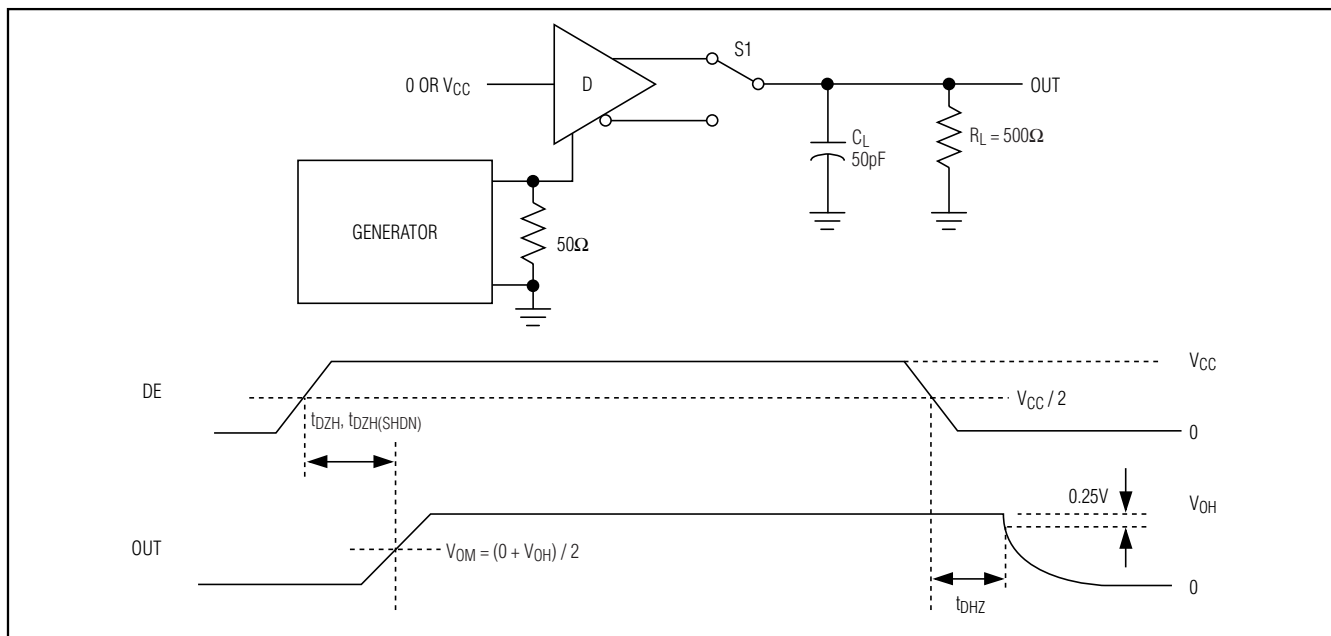 S1
0 OR VCC
D
OUT
CL
50pF
RL = 500Ω
GENERATOR
50Ω
DE
VCC
VCC / 2
0
tDZH, tDZH(SHDN)
0.25V
VOH
OUT
VOM = (0 + VOH) / 2
0
tDHZ